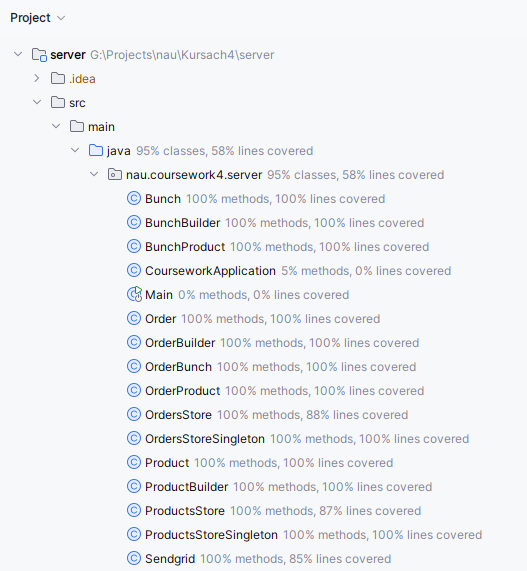 Project
server G:\Projects\nau\Kursach4\server
.idea
src
main
java 95% classes, 58% lines covered
nau.coursework4.server 95% classes, 58% lines covered
Bunch 100% methods, 100% lines covered
BunchBuilder 100% methods, 100% lines covered
BunchProduct 100% methods, 100% lines covered
CourseworkApplication 5% methods, 0% lines covered
Main 0% methods, 0% lines covered
Order 100% methods, 100% lines covered
OrderBuilder 100% methods, 100% lines covered
OrderBunch 100% methods, 100% lines covered
OrderProduct 100% methods, 100% lines covered
OrdersStore 100% methods, 88% lines covered
OrdersStoreSingleton 100% methods, 100% lines covered
Product 100% methods, 100% lines covered
ProductBuilder 100% methods, 100% lines covered
ProductsStore 100% methods, 87% lines covered
ProductsStoreSingleton 100% methods, 100% lines covered
Sendgrid 100% methods, 85% lines covered